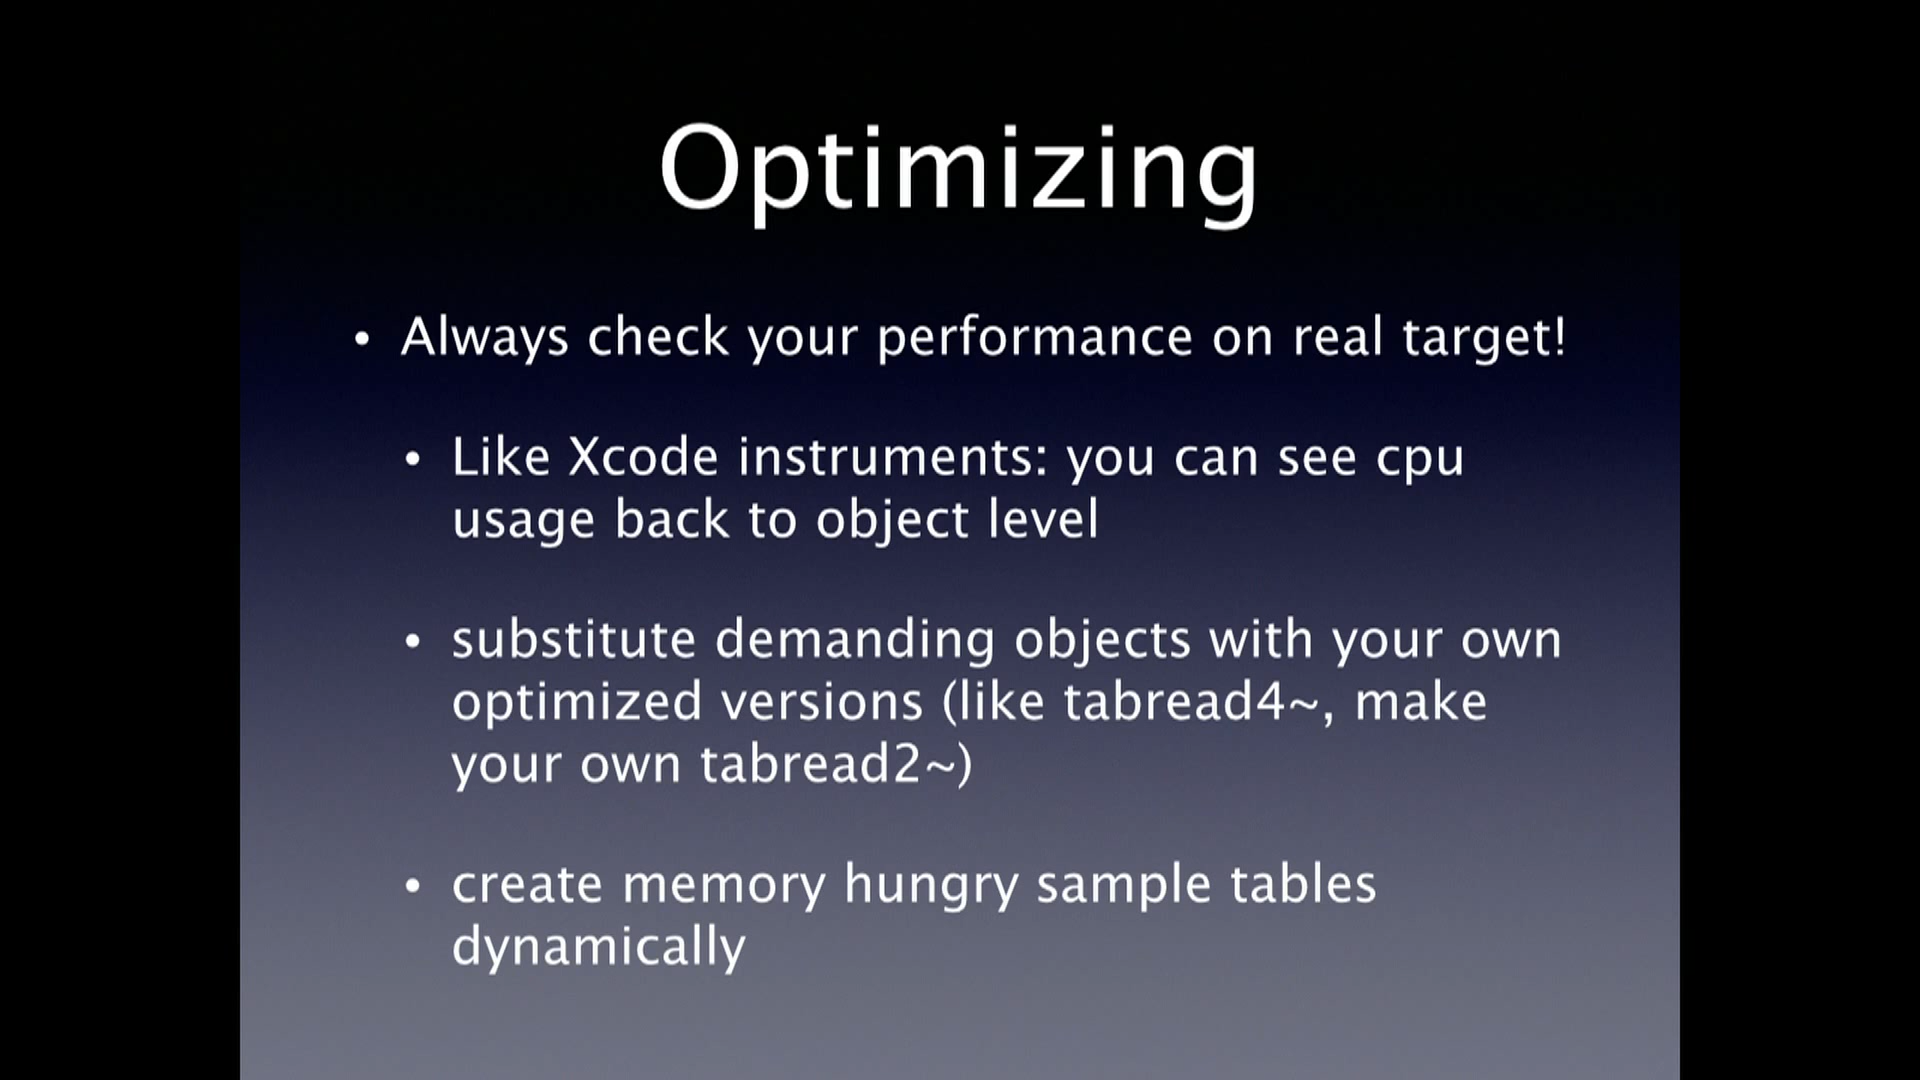 Optimizing
• Always check your performance on real target!
• Like Xcode instruments: you can see cpu
usage back to object level
• substitute demanding objects with your own
optimized versions (like tabread4~, make
your own tabread2~)
• create memory hungry sample tables
dynamically